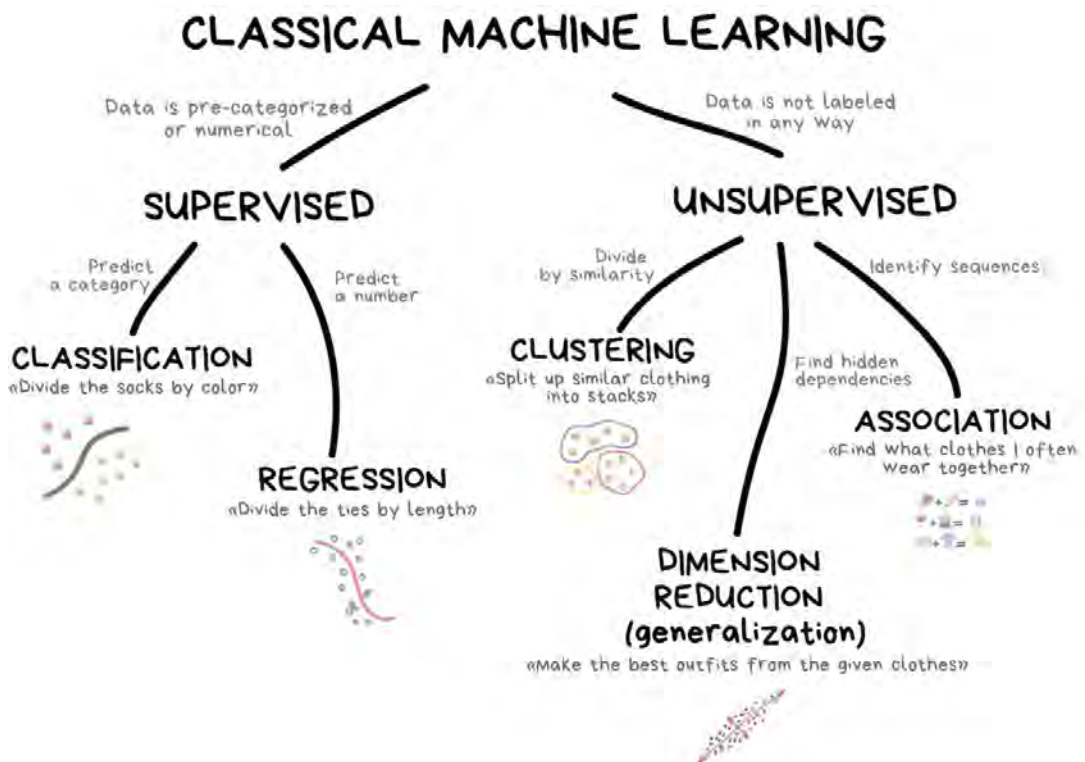 CLASSICAL MACHINE LEARNING
Data is pre-categorized
or numerical
Data is not labeled
in any way
SUPERVISED
UNSUPERVISED
Predict
a category
Predict
a number
Divide
by similarity
Identify sequences
Find hidden
dependencies
CLASSIFICATION
«Divide the socks by color»
REGRESSION
«Divide the ties by length»
CLUSTERING
«Split up similar clothing
into stacks»
ASSOCIATION
«Find what clothes I often
wear together»
DIMENSION
REDUCTION
(generalization)
«Make the best outfits from the given clothes»